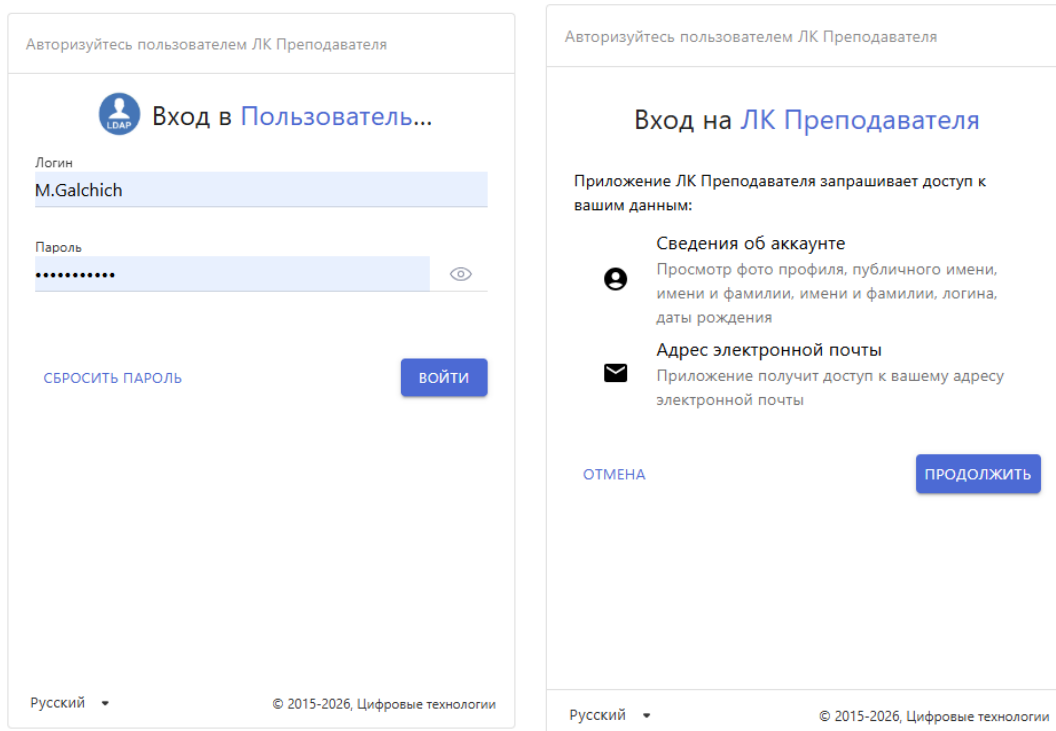 Авторизуйтесь пользователем ЛК Преподавателя
LDAP
Вход в Пользователь...
Логин
M.Galchich
Пароль
•••••••••••
СБРОСИТЬ ПАРОЛЬ
ВОЙТИ
Русский
© 2015-2026, Цифровые технологии
Авторизуйтесь пользователем ЛК Преподавателя
Вход на ЛК Преподавателя
Приложение ЛК Преподавателя запрашивает доступ к
вашим данным:
Сведения об аккаунте
Просмотр фото профиля, публичного имени,
имени и фамилии, имени и фамилии, логина,
даты рождения
Адрес электронной почты
Приложение получит доступ к вашему адресу
электронной почты
ОТМЕНА
ПРОДОЛЖИТЬ
Русский
© 2015-2026, Цифровые технологии